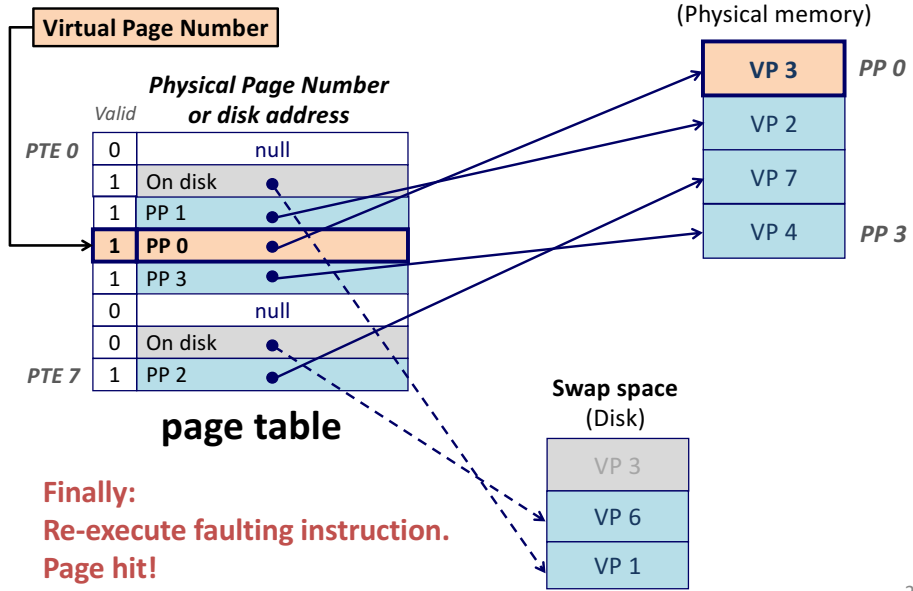 Virtual Page Number
Physical Page Number
or disk address
Valid
PTE 0 0 null
1 On disk
1 PP 1
1 PP 0
1 PP 3
0 null
0 On disk
PTE 7 1 PP 2
page table
Finally:
Re-execute faulting instruction.
Page hit!
(Physical memory)
VP 3 PP 0
VP 2
VP 7
VP 4 PP 3
Swap space
(Disk)
VP 3
VP 6
VP 1